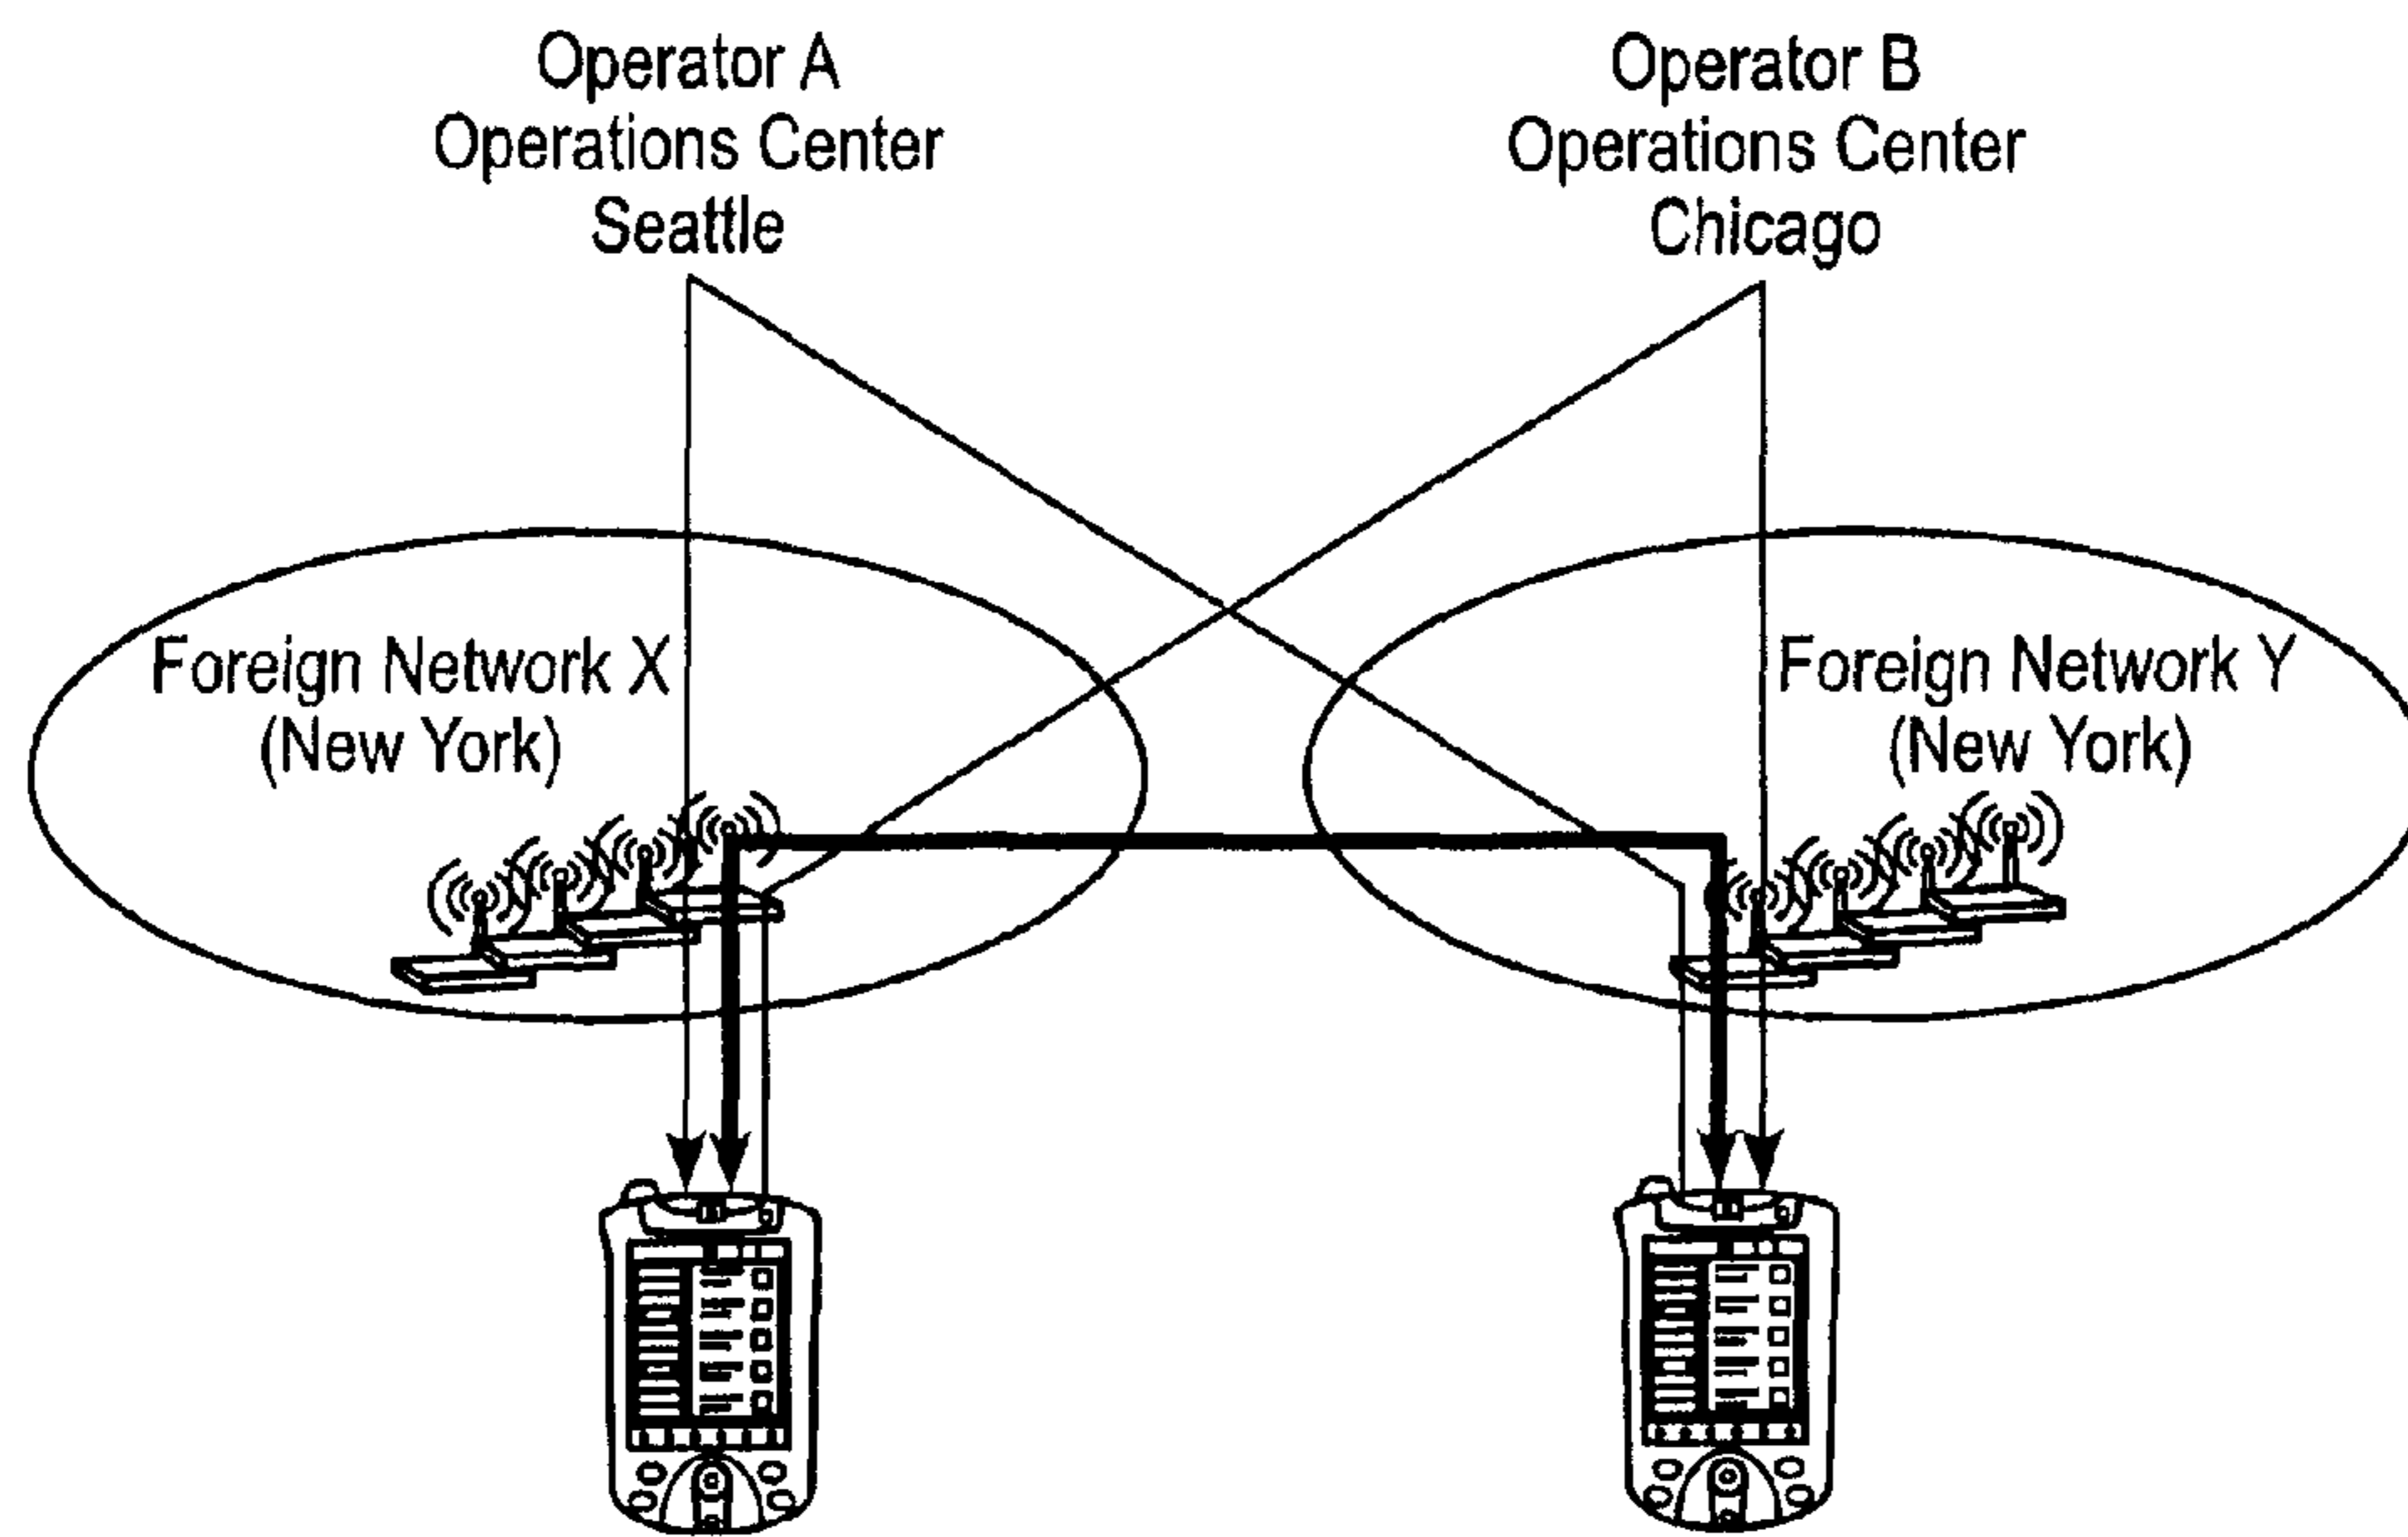 Operator A
Operations Center
Seattle
Operator B
Operations Center
Chicago
Foreign Network X
(New York)
Foreign Network Y
(New York)